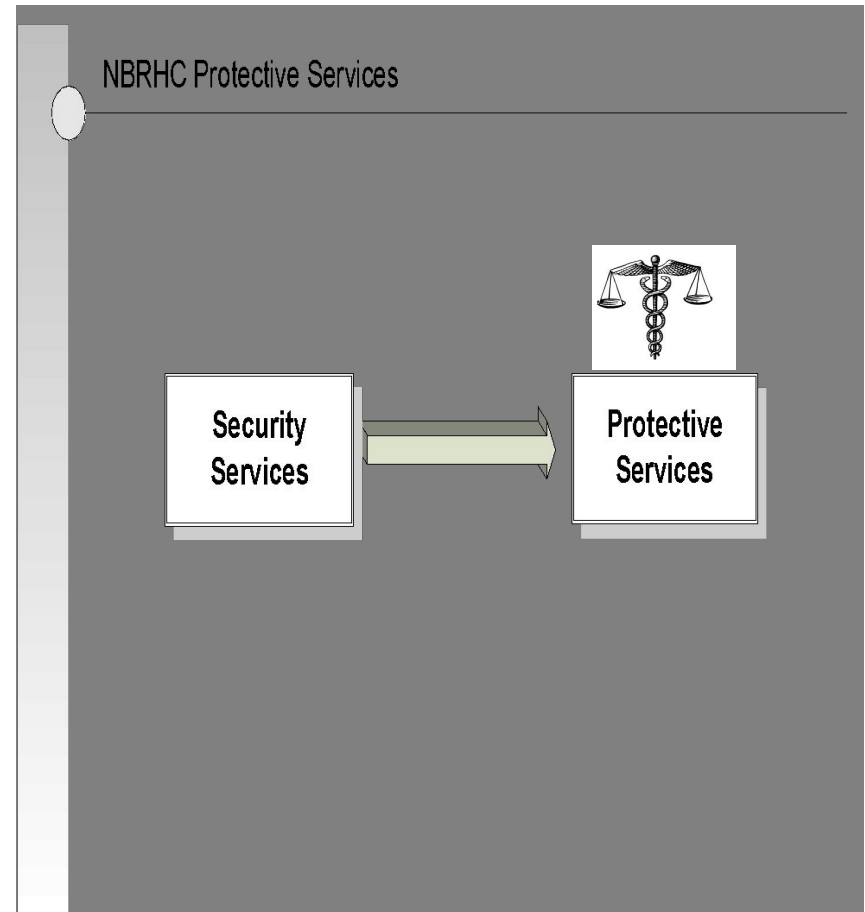 NBRHC Protective Services
Security
Services
Protective
Services